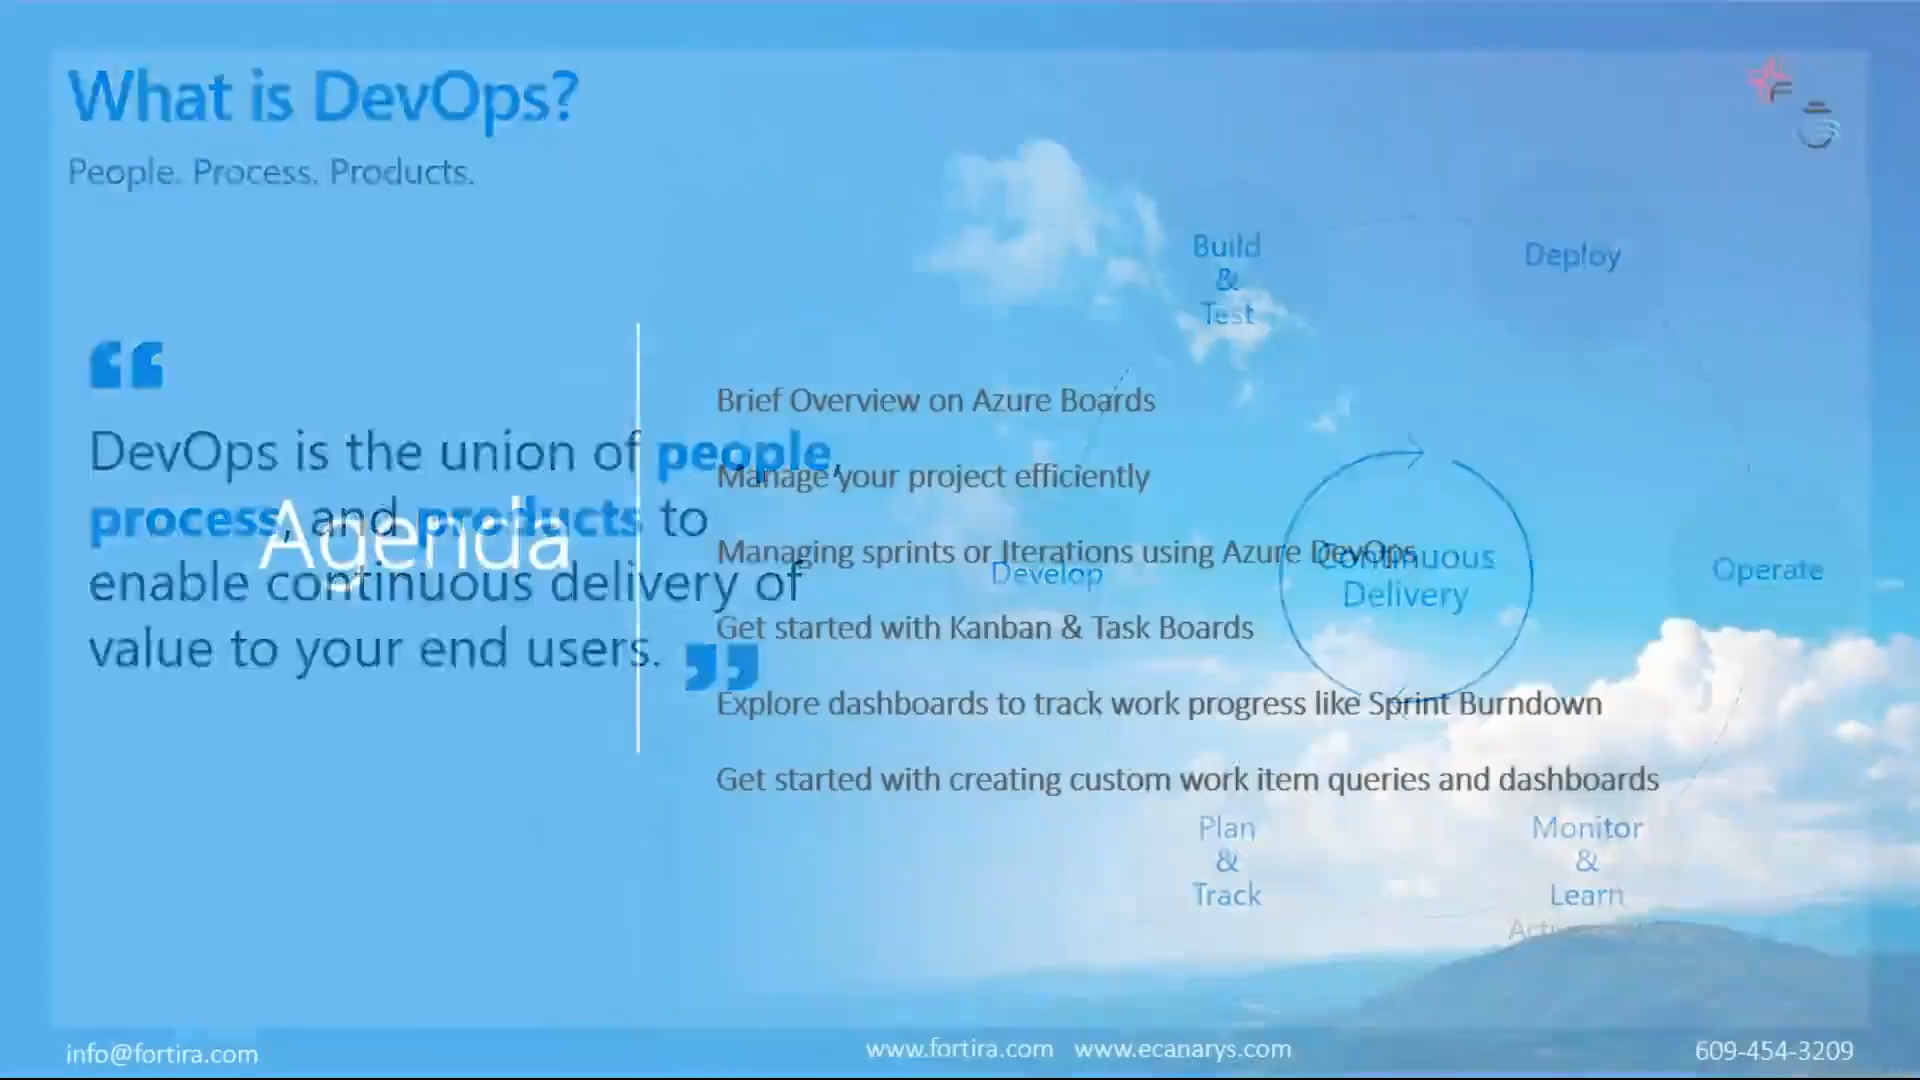 What is DevOps?
People. Process. Products.
“
DevOps is the union of people,
process, and products to
enable continuous delivery of
value to your end users. ”
Agenda
Brief Overview on Azure Boards
Manage your project efficiently
Managing sprints or Iterations using Azure DevOps
Get started with Kanban & Task Boards
Explore dashboards to track work progress like Sprint Burndown
Get started with creating custom work item queries and dashboards
Build
&
Test
Deploy
Develop
Continuous
Delivery
Operate
Plan
&
Track
Monitor
&
Learn
info@fortira.com
www.fortira.com www.ecanarys.com
609-454-3209